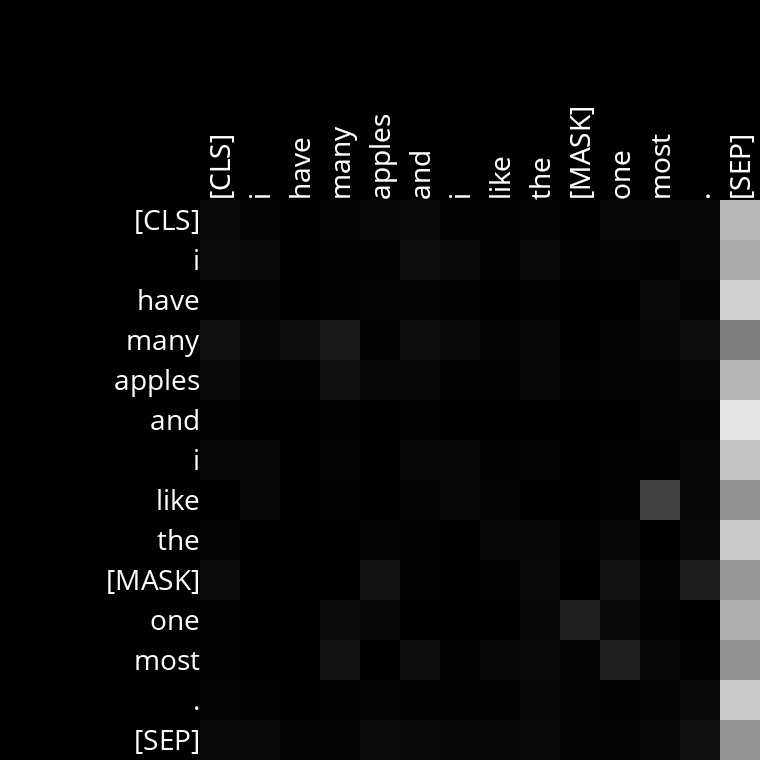 [CLS] i have many apples and i like the [MASK] one most . [SEP]
[CLS]
i
have
many
apples
and
i
like
the
[MASK]
one
most
.
[SEP]